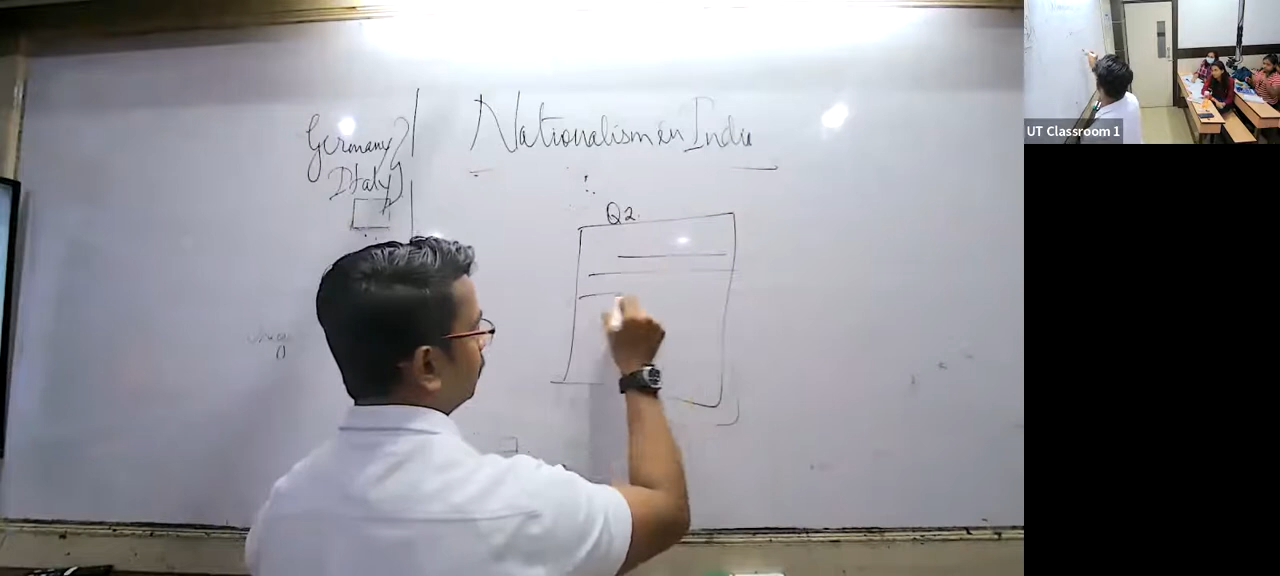 Germany
Italy
Nationalism in India
Q2.
UT Classroom 1